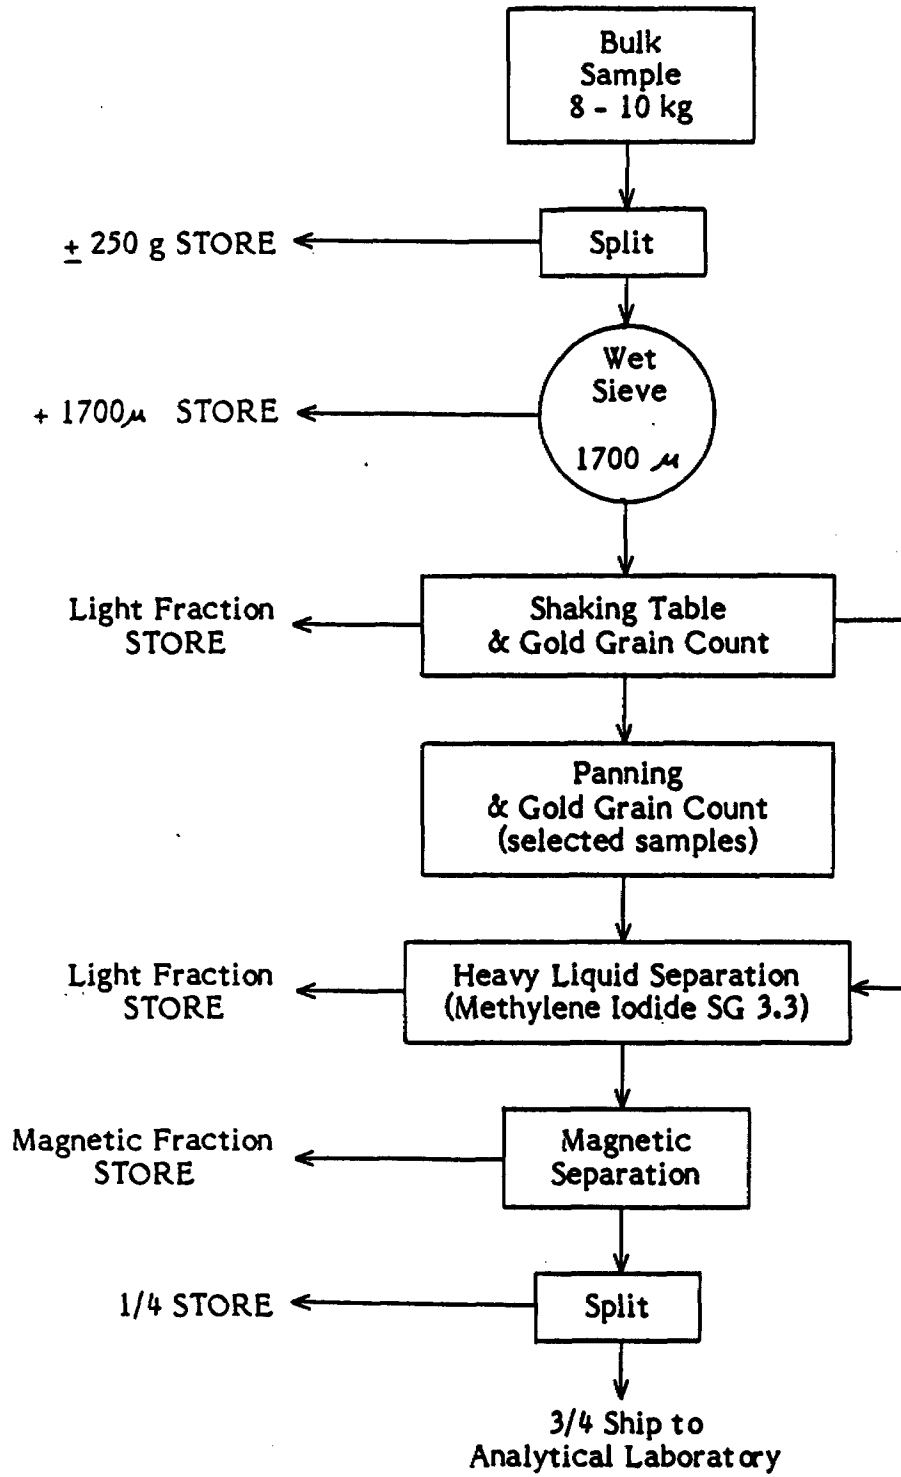 Bulk
Sample
8 - 10 kg
± 250 g STORE
Split
Wet
Sieve
1700 μ
+ 1700μ STORE
Light Fraction
STORE
Shaking Table
& Gold Grain Count
Panning
& Gold Grain Count
(selected samples)
Light Fraction
STORE
Heavy Liquid Separation
(Methylene Iodide SG 3.3)
Magnetic Fraction
STORE
Magnetic
Separation
1/4 STORE
Split
3/4 Ship to
Analytical Laboratory